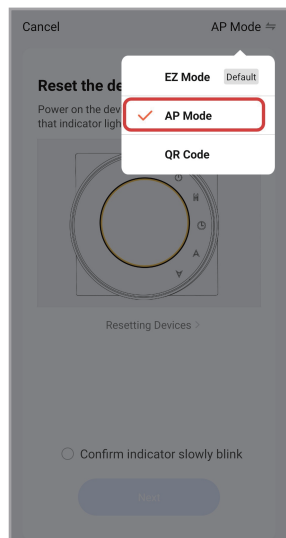 Cancel
AP Mode
EZ Mode Default
AP Mode
QR Code
Reset the de
Power on the dev
that indicator ligh
Resetting Devices >
Confirm indicator slowly blink
Next